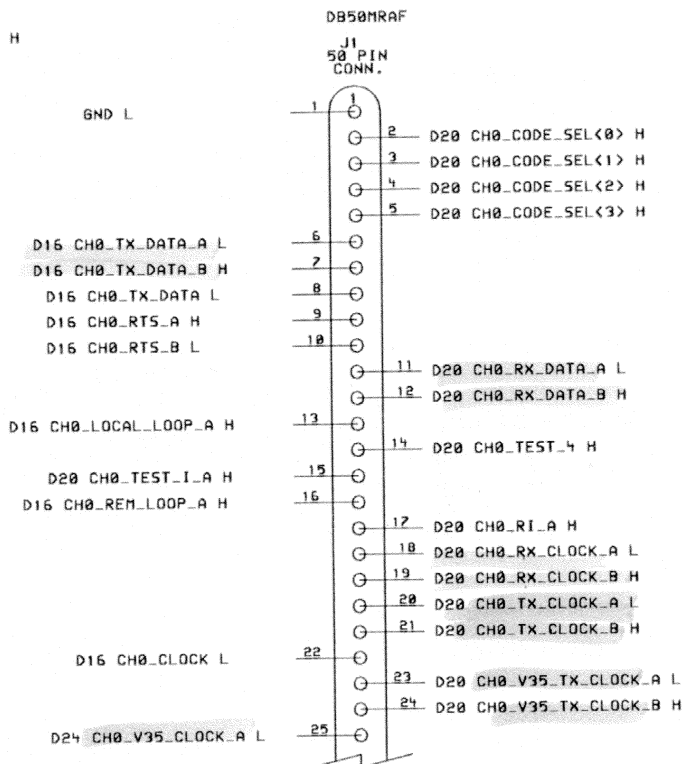 DB50MRAF
H
J1
50 PIN
CONN.
1
GND L 1
2 D20 CH0_CODE_SEL<0> H
3 D20 CH0_CODE_SEL<1> H
4 D20 CH0_CODE_SEL<2> H
5 D20 CH0_CODE_SEL<3> H
D16 CH0_TX_DATA_A L 6
D16 CH0_TX_DATA_B H 7
D16 CH0_TX_DATA L 8
D16 CH0_RTS_A H 9
D16 CH0_RTS_B L 10
11 D20 CH0_RX_DATA_A L
12 D20 CH0_RX_DATA_B H
D16 CH0_LOCAL_LOOP_A H 13
14 D20 CH0_TEST_4 H
D20 CH0_TEST_I_A H 15
D16 CH0_REM_LOOP_A H 16
17 D20 CH0_RI_A H
18 D20 CH0_RX_CLOCK_A L
19 D20 CH0_RX_CLOCK_B H
20 D20 CH0_TX_CLOCK_A L
21 D20 CH0_TX_CLOCK_B H
D16 CH0_CLOCK L 22
23 D20 CH0_V35_TX_CLOCK_A L
24 D20 CH0_V35_TX_CLOCK_B H
D24 CH0_V35_CLOCK_A L 25